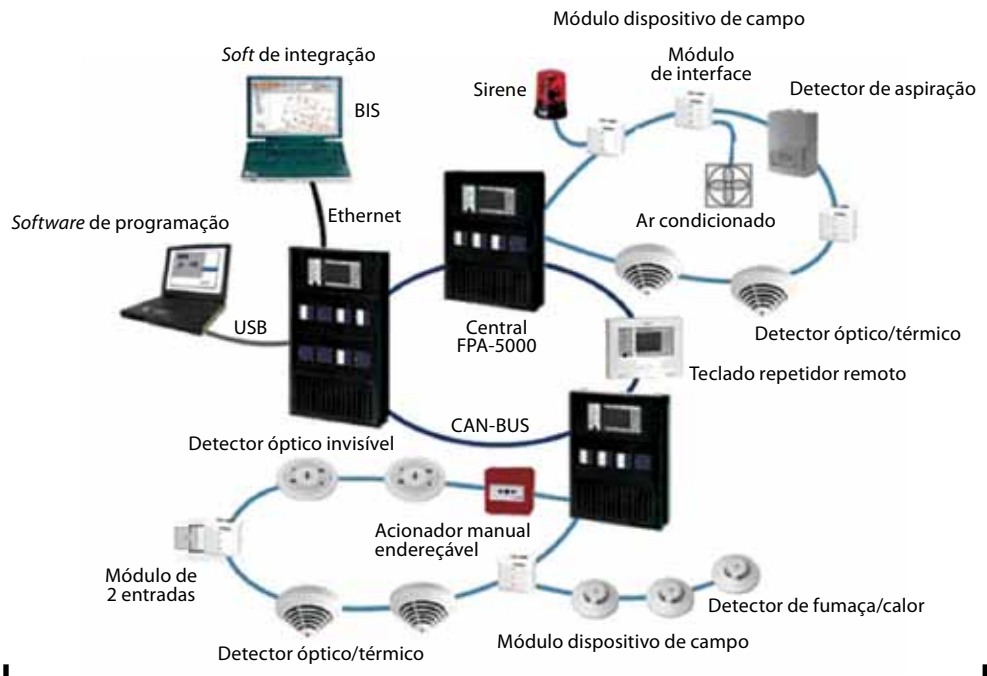 Módulo dispositivo de campo
Soft de integração
Módulo
de interface
Sirene
Detector de aspiração
BIS
Ethernet
Software de programação
Ar condicionado
USB
Central
FPA-5000
Detector óptico/térmico
Teclado repetidor remoto
CAN-BUS
Detector óptico invisível
Acionador manual
endereçável
Módulo de
2 entradas
Detector de fumaça/calor
Módulo dispositivo de campo
Detector óptico/térmico